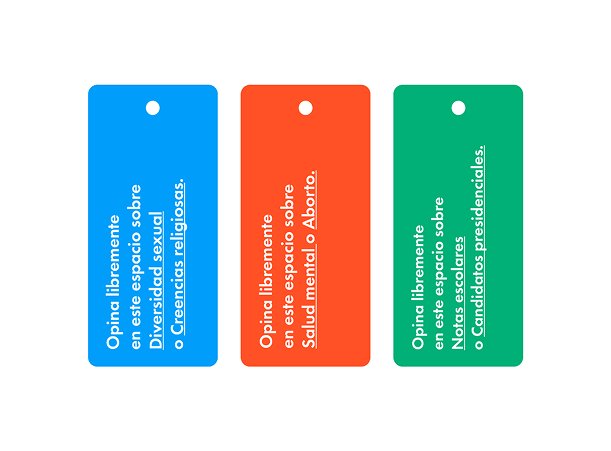 Opina libremente
en este espacio sobre
Diversidad sexual
o Creencias religiosas.
Opina libremente
en este espacio sobre
Salud mental o Aborto.
Opina libremente
en este espacio sobre
Notas escolares
o Candidatos presidenciales.